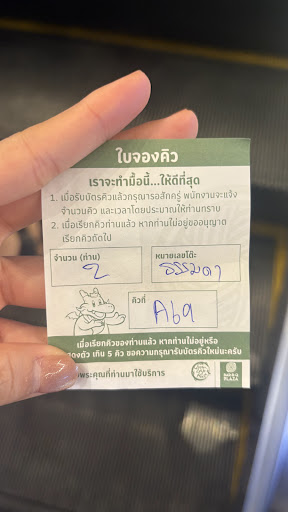 ใบจองคิว
เราจะทำมื้อนี้...ให้ดีที่สุด
1. เมื่อรับบัตรคิวแล้วกรุณารอสักครู่ พนักงานจะแจ้ง
จำนวนคิว และเวลาโดยประมาณให้ท่านทราบ
2. เมื่อเรียกคิวท่านแล้ว หากท่านไม่อยู่ขออนุญาต
เรียกคิวถัดไป
จำนวน (ท่าน)
2
หมายเลขโต๊ะ
ธรรมดา
คิวที่
A69
เมื่อเรียกคิวของท่านแล้ว หากท่านไม่อยู่หรือ
เกิน 5 คิว ขอความกรุณารับบัตรคิวใหม่นะครับ
พระคุณที่ท่านมาใช้บริการ
PLAZA